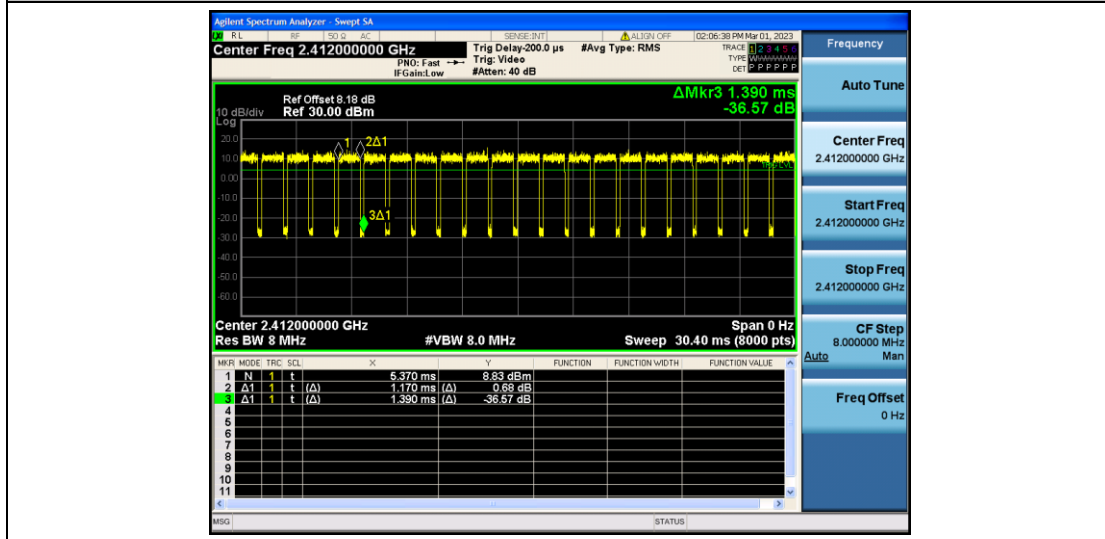 Agilent Spectrum Analyzer - Swept SA
RL RF 50 Ω AC SENSE:INT ALIGN OFF 02:06:38 PM Mar 01, 2023
Center Freq 2.412000000 GHz
PNO: Fast
IFGain:Low
Trig Delay-200.0 µs
Trig: Video
#Atten: 40 dB
#Avg Type: RMS
TRACE 1 2 3 4 5 6
TYPE W
DET P P P P P P
Frequency
Auto Tune
Center Freq
2.412000000 GHz
Start Freq
2.412000000 GHz
Stop Freq
2.412000000 GHz
CF Step
8.000000 MHz
Auto Man
Freq Offset
0 Hz
ΔMkr3 1.390 ms
-36.57 dB
Ref Offset 8.18 dB
10 dB/div Ref 30.00 dBm
Log
20.0
10.0
0.00
-10.0
-20.0
-30.0
-40.0
-50.0
-60.0
1
2Δ1
3Δ1
Center 2.412000000 GHz Span 0 Hz
Res BW 8 MHz #VBW 8.0 MHz Sweep 30.40 ms (8000 pts)
MKR MODE TRC SCL X Y FUNCTION FUNCTION WIDTH FUNCTION VALUE
1 N 1 t 5.370 ms 8.83 dBm
2 Δ1 1 t (Δ) 1.170 ms (Δ) 0.68 dB
3 Δ1 1 t (Δ) 1.390 ms (Δ) -36.57 dB
4
5
6
7
8
9
10
11
MSG STATUS